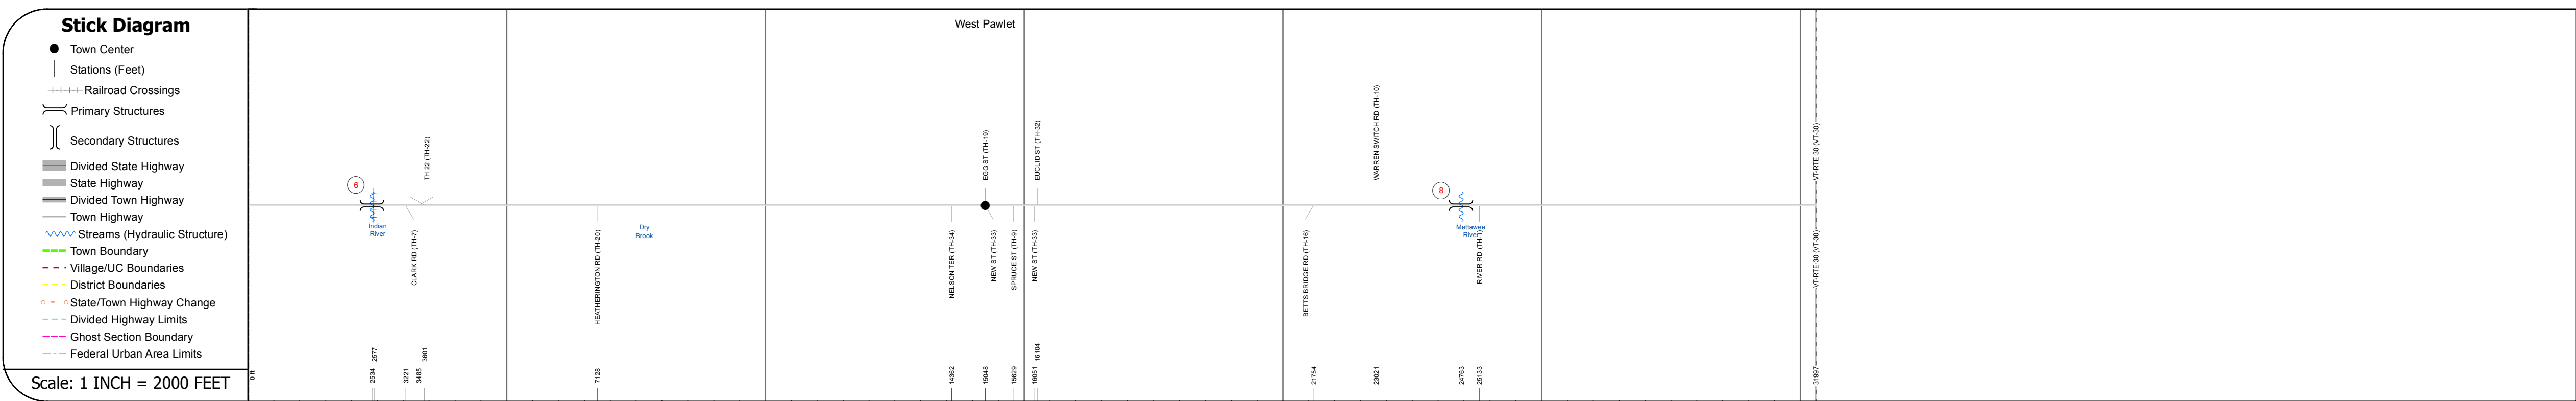 Stick Diagram
Town Center
Stations (Feet)
Railroad Crossings
Primary Structures
Secondary Structures
Divided State Highway
State Highway
Divided Town Highway
Town Highway
Streams (Hydraulic Structure)
Town Boundary
Village/UC Boundaries
District Boundaries
State/Town Highway Change
Divided Highway Limits
Ghost Section Boundary
Federal Urban Area Limits
Scale: 1 INCH = 2000 FEET
West Pawlet
6
Indian
River
TH 22 (TH-22)
CLARK RD (TH-7)
HEATHERINGTON RD (TH-20)
Dry
Brook
NELSON TER (TH-34)
EGG ST (TH-19)
NEW ST (TH-33)
SPRUCE ST (TH-9)
NEW ST (TH-33)
EUCLID ST (TH-32)
BETTS BRIDGE RD (TH-16)
WARREN SWITCH RD (TH-10)
8
Mettawee
River
RIVER RD
VT-RTE 30 (VT-30)
VT-RTE 30 (VT-30)
0 ft
2534
2577
3221
3485
3601
7128
14362
15048
15629
16051
16104
21754
23021
24763
25133
31997